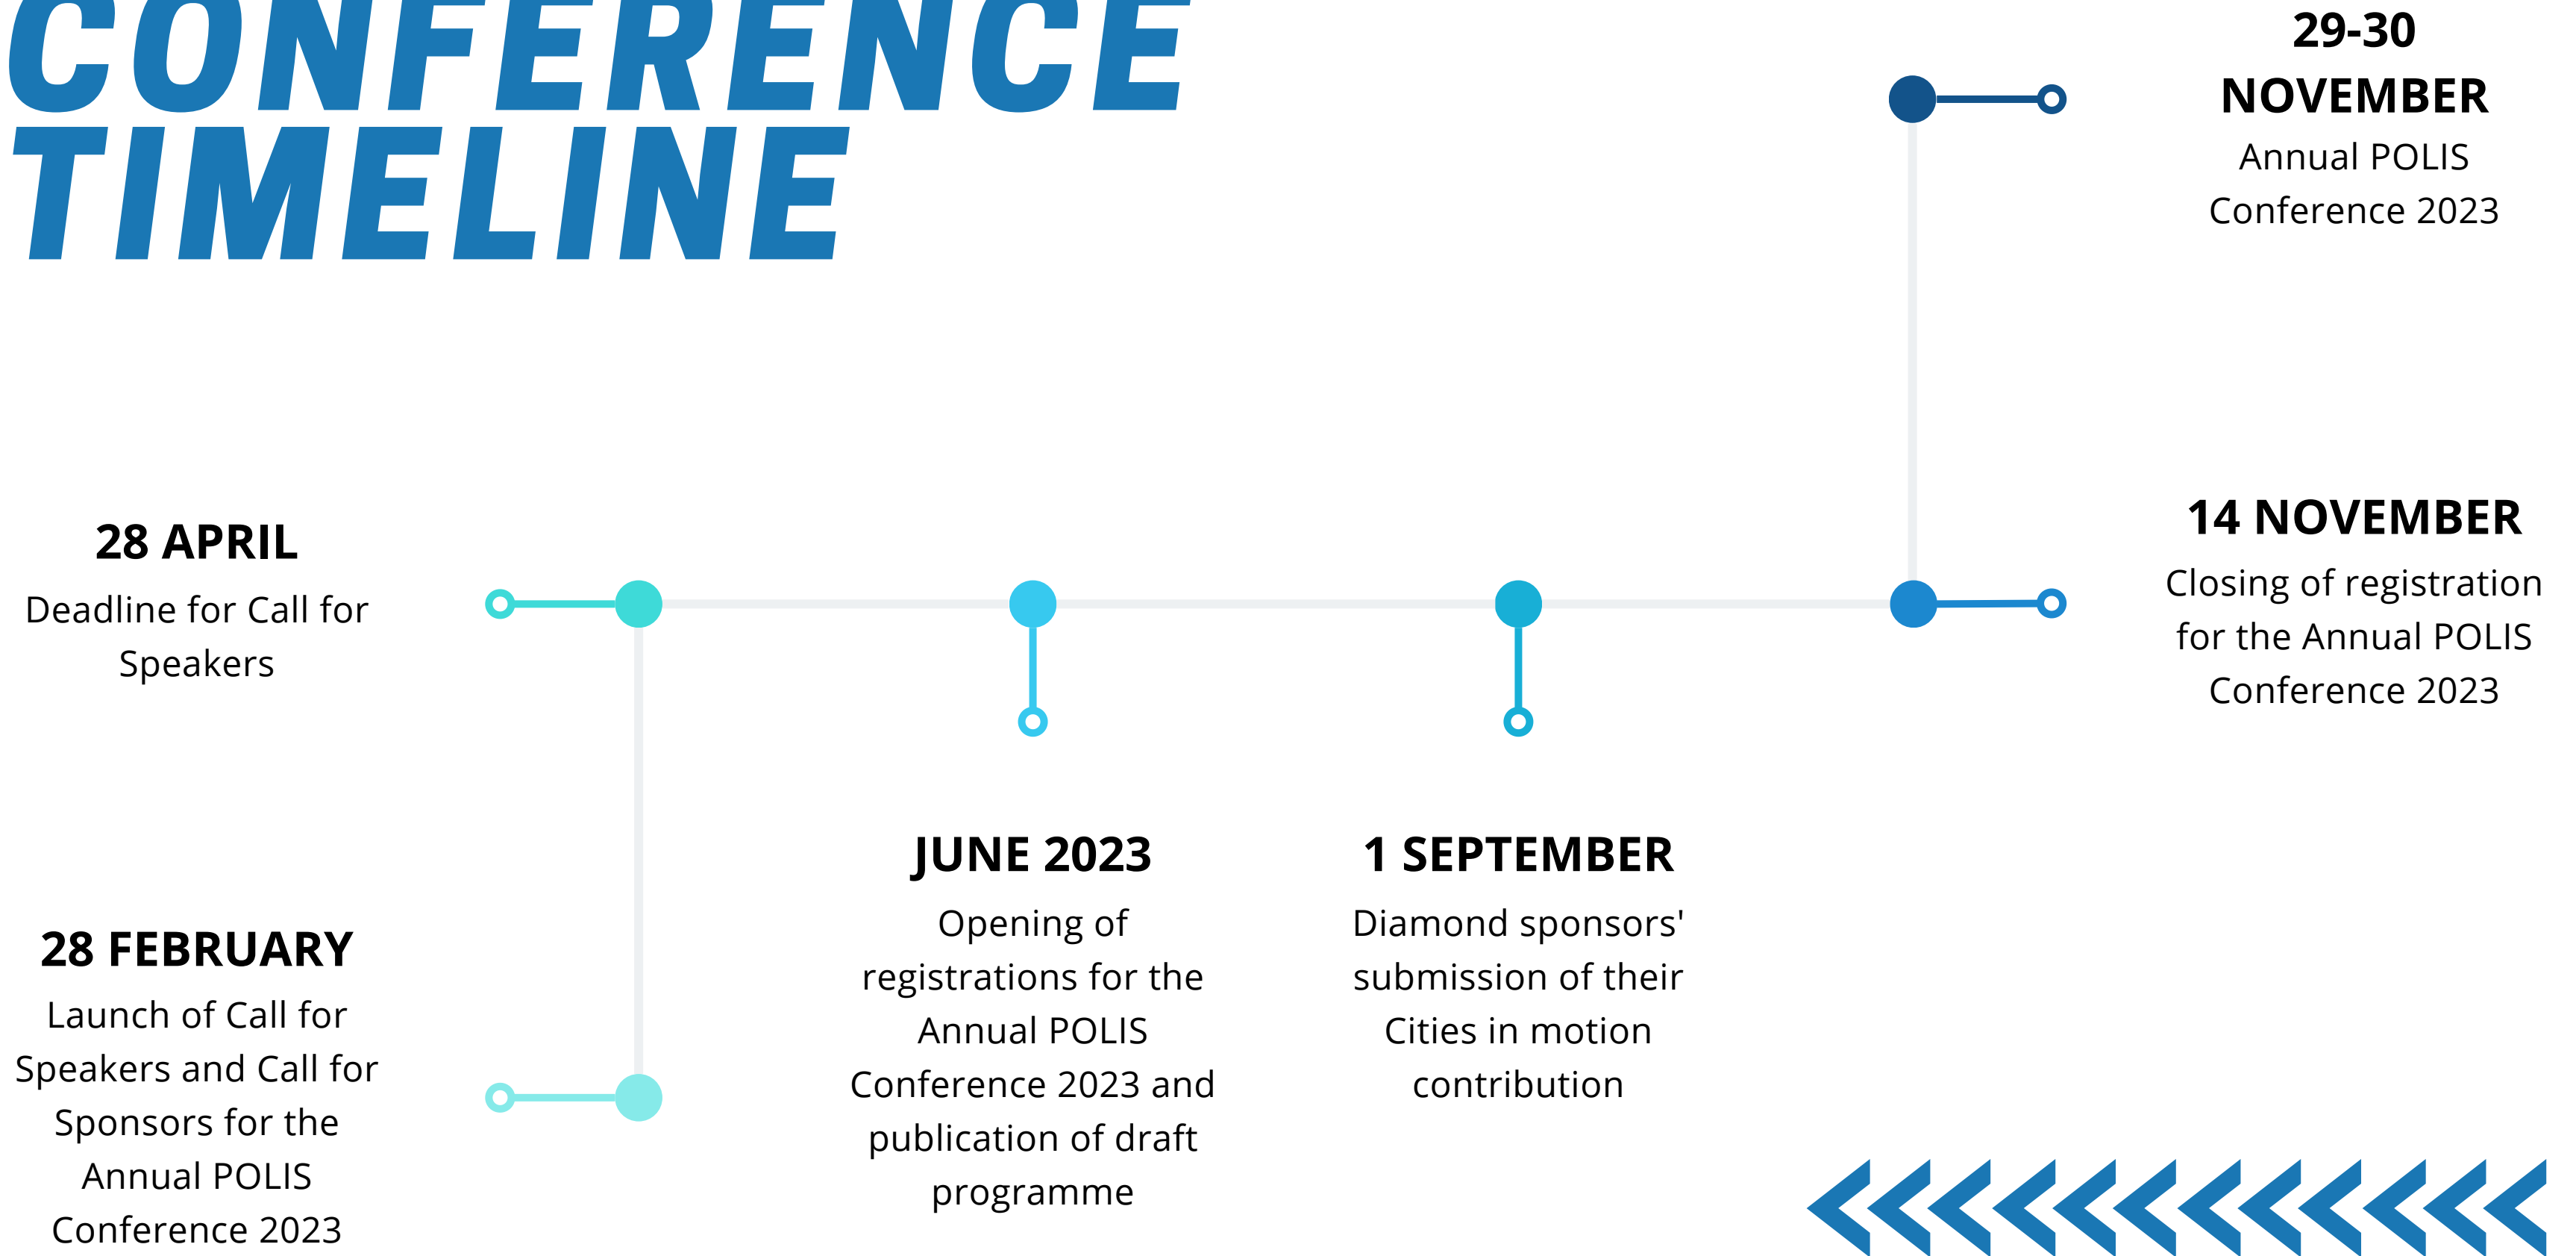 CONFERENCE
TIMELINE
29-30
NOVEMBER
Annual POLIS
Conference 2023
28 APRIL
Deadline for Call for
Speakers
14 NOVEMBER
Closing of registration
for the Annual POLIS
Conference 2023
28 FEBRUARY
Launch of Call for
Speakers and Call for
Sponsors for the
Annual POLIS
Conference 2023
JUNE 2023
Opening of
registrations for the
Annual POLIS
Conference 2023 and
publication of draft
programme
1 SEPTEMBER
Diamond sponsors'
submission of their
Cities in motion
contribution